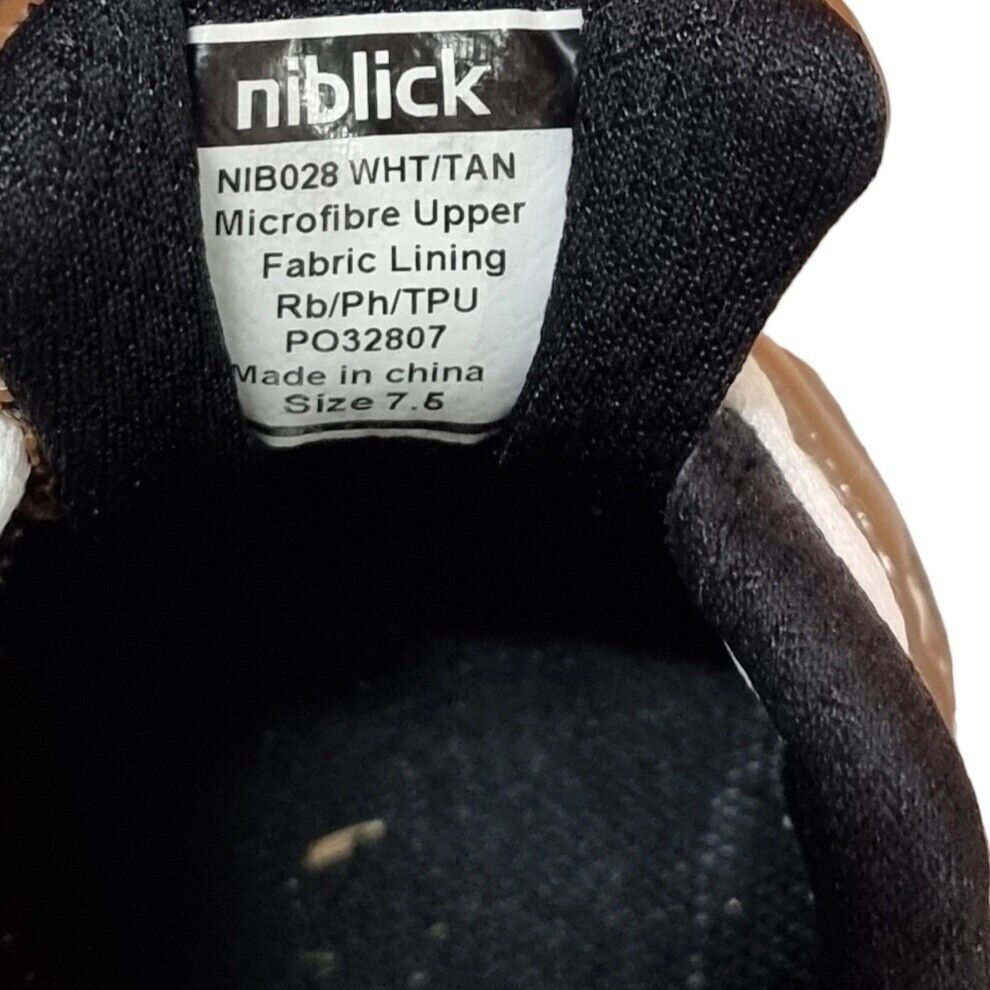 niblick
NIB028 WHT/TAN
Microfibre Upper
Fabric Lining
Rb/Ph/TPU
PO32807
Made in china
Size 7.5